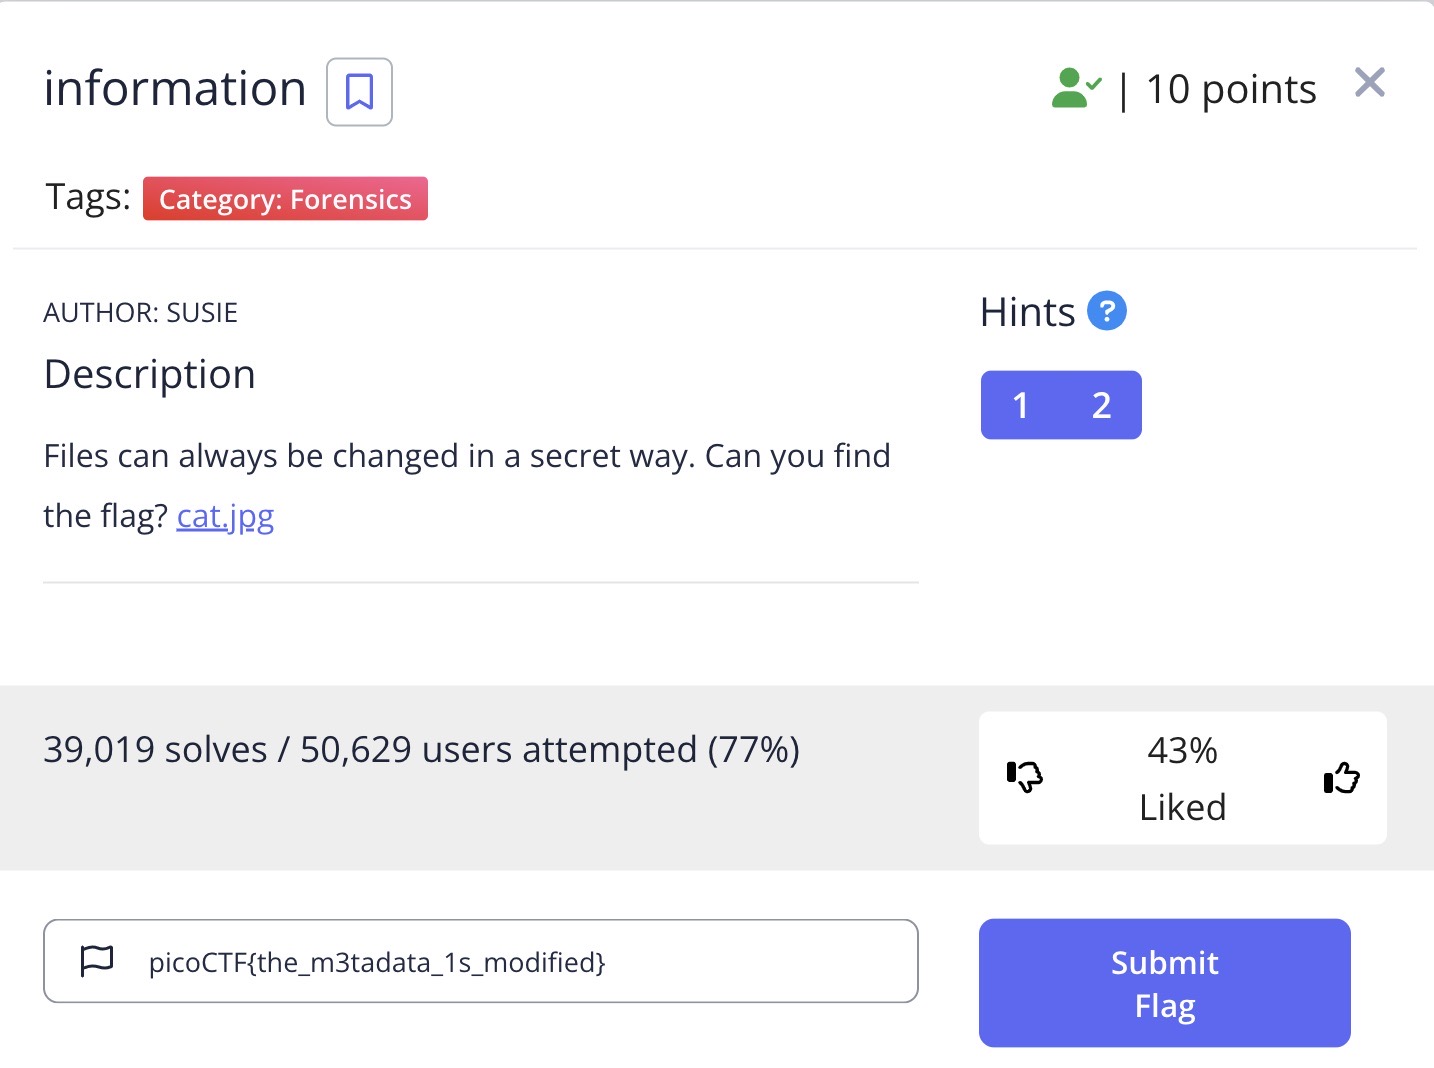 information
| 10 points
Tags: Category: Forensics
AUTHOR: SUSIE
Description
Files can always be changed in a secret way. Can you find
the flag? cat.jpg
Hints ?
1 2
39,019 solves / 50,629 users attempted (77%)
43%
Liked
picoCTF{the_m3tadata_1s_modified}
Submit
Flag